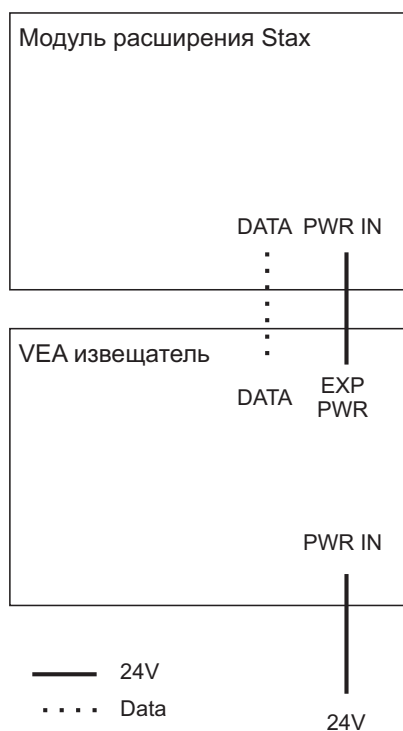 Модуль расширения Stax
DATA PWR IN
VEA извещатель
DATA EXP PWR
PWR IN
24V
Data
24V